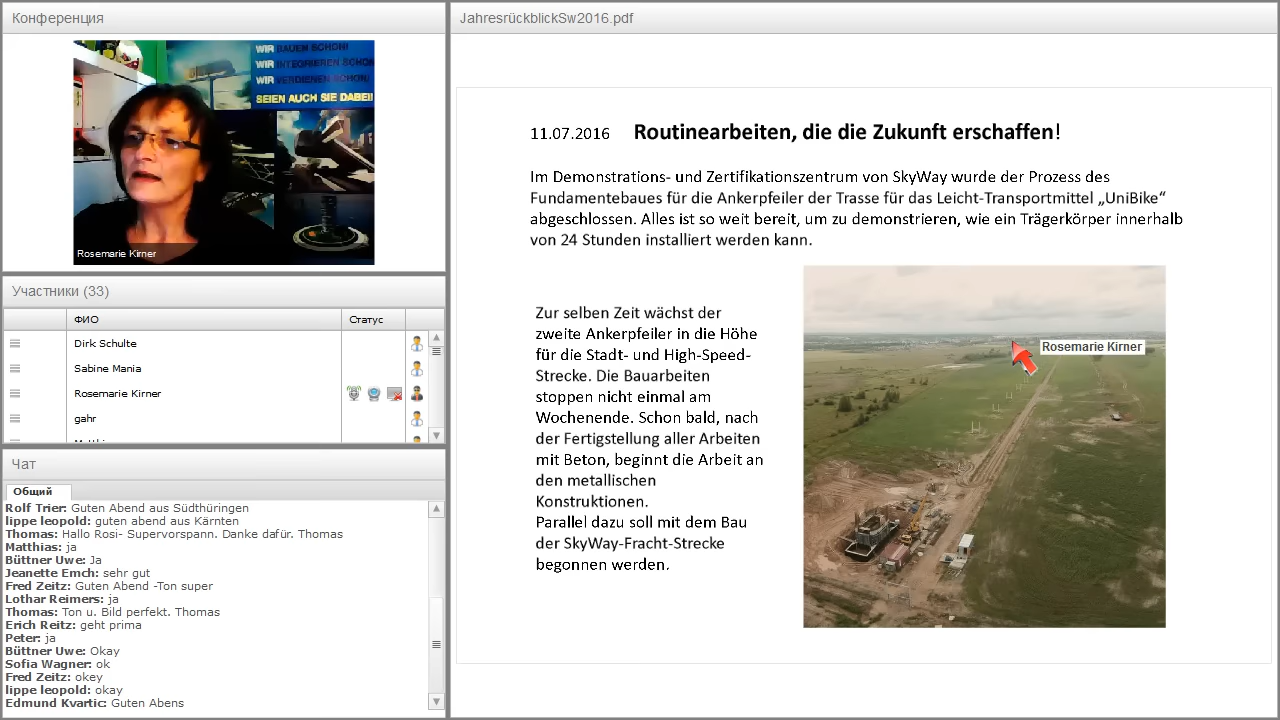 Конференция
WIR BAUEN SCHON!
WIR INTEGRIEREN SCHON
WIR VERDIENEN SCHON!
SEIEN AUCH SIE DABEI!
Rosemarie Kirner
Участники (33)
ФИО
Статус
Dirk Schulte
Sabine Mania
Rosemarie Kirner
gahr
Чат
Общий
Rolf Trier: Guten Abend aus Südthüringen
lippe leopold: guten abend aus Kärnten
Thomas: Hallo Rosi- Supervorspann. Danke dafür. Thomas
Matthias: ja
Büttner Uwe: Ja
Jeanette Emch: sehr gut
Fred Zeitz: Guten Abend -Ton super
Lothar Reimers: ja
Thomas: Ton u. Bild perfekt. Thomas
Erich Reitz: geht prima
Peter: ja
Büttner Uwe: Okay
Sofia Wagner: ok
Fred Zeitz: okey
lippe leopold: okay
Edmund Kvartic: Guten Abens
JahresrückblickSw2016.pdf
11.07.2016 Routinearbeiten, die die Zukunft erschaffen!
Im Demonstrations- und Zertifikationszentrum von SkyWay wurde der Prozess des
Fundamentebaues für die Ankerpfeiler der Trasse für das Leicht-Transportmittel „UniBike“
abgeschlossen. Alles ist so weit bereit, um zu demonstrieren, wie ein Trägerkörper innerhalb
von 24 Stunden installiert werden kann.
Zur selben Zeit wächst der
zweite Ankerpfeiler in die Höhe
für die Stadt- und High-Speed-
Strecke. Die Bauarbeiten
stoppen nicht einmal am
Wochenende. Schon bald, nach
der Fertigstellung aller Arbeiten
mit Beton, beginnt die Arbeit an
den metallischen
Konstruktionen.
Parallel dazu soll mit dem Bau
der SkyWay-Fracht-Strecke
begonnen werden.
Rosemarie Kirner